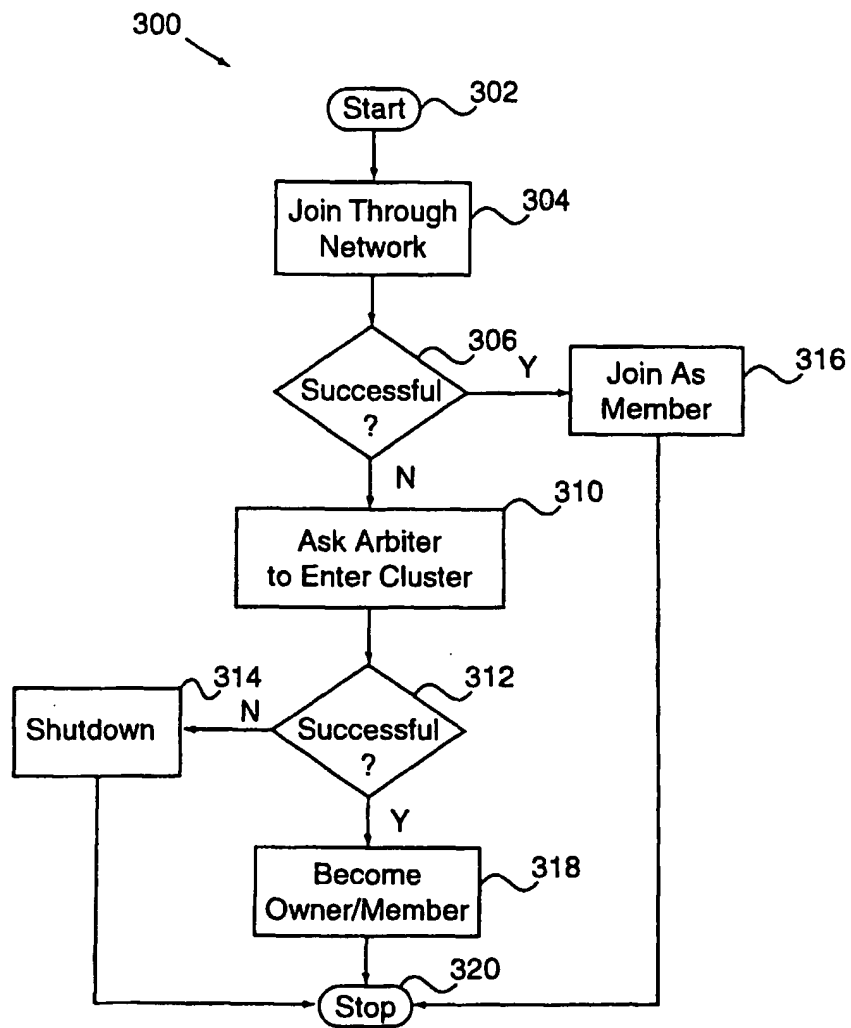 300
Start
302
Join Through
Network
304
306
Successful
?
Y
Join As
Member
316
N
310
Ask Arbiter
to Enter Cluster
314
Shutdown
N
312
Successful
?
Y
Become
Owner/Member
318
320
Stop